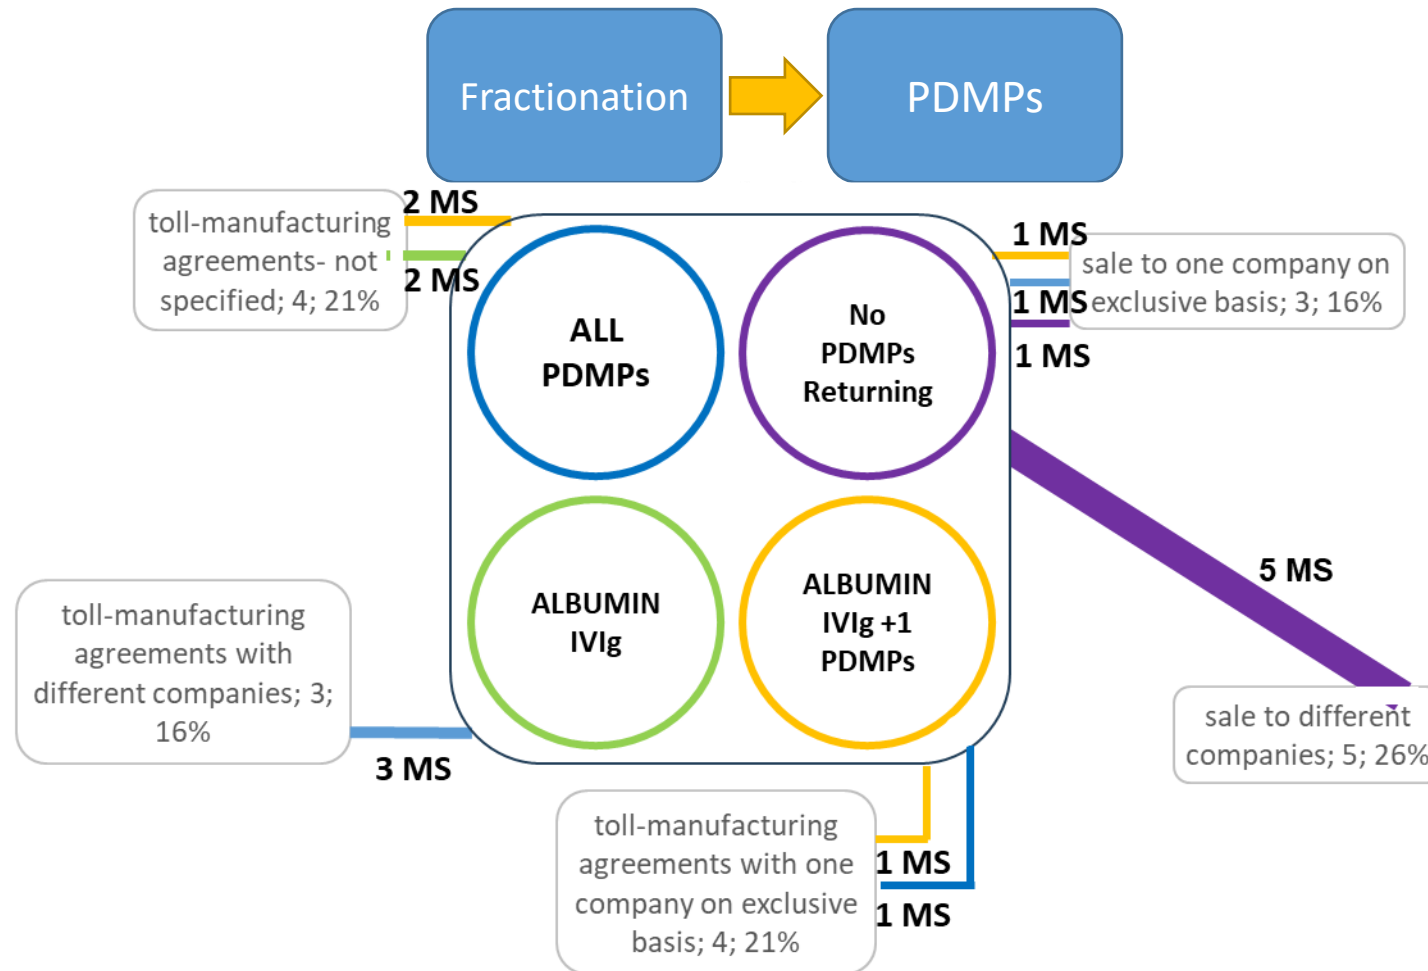 Fractionation
PDMPs
2 MS
toll-manufacturing
agreements- not
specified; 4; 21%
2 MS
1 MS
sale to one company on
exclusive basis; 3; 16%
1 MS
1 MS
ALL
PDMPs
No
PDMPs
Returning
5 MS
ALBUMIN
IVIg
ALBUMIN
IVIg +1
PDMPs
toll-manufacturing
agreements with
different companies; 3;
16%
3 MS
sale to different
companies; 5; 26%
toll-manufacturing
agreements with one
company on exclusive
basis; 4; 21%
1 MS
1 MS